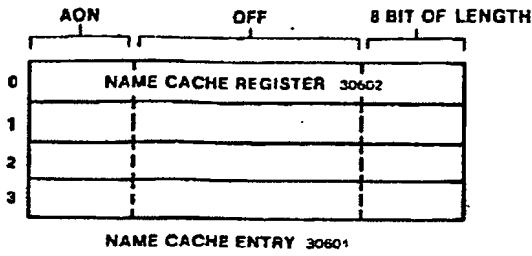 AON OFF 8 BIT OF LENGTH
0 NAME CACHE REGISTER 30602
1
2
3
NAME CACHE ENTRY 30601